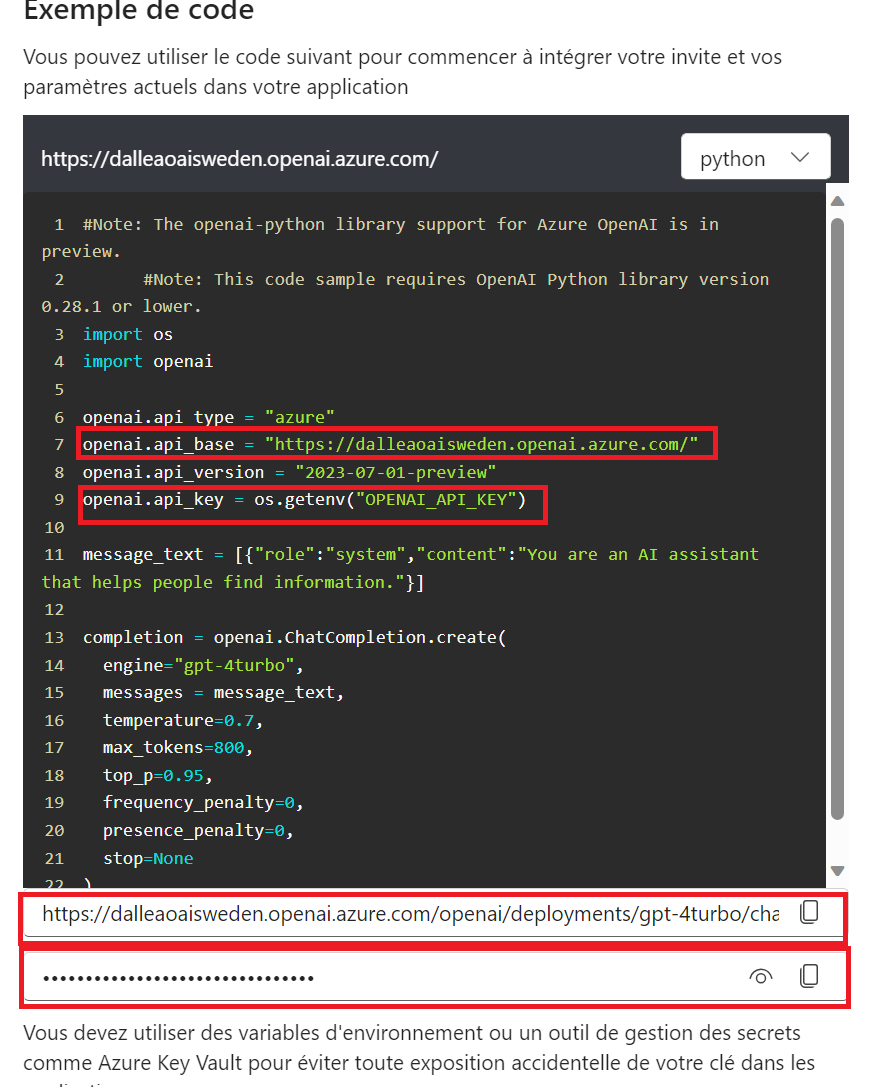 Exemple de code
Vous pouvez utiliser le code suivant pour commencer à intégrer votre invite et vos
paramètres actuels dans votre application
https://dalleaoaisweden.openai.azure.com/
python
1 #Note: The openai-python library support for Azure OpenAI is in
preview.
2 #Note: This code sample requires OpenAI Python library version
0.28.1 or lower.
3 import os
4 import openai
5
6 openai.api_type = "azure"
7 openai.api_base = "https://dalleaoaisweden.openai.azure.com/"
8 openai.api_version = "2023-07-01-preview"
9 openai.api_key = os.getenv("OPENAI_API_KEY")
10
11 message_text = [{"role":"system","content":"You are an AI assistant
that helps people find information."}]
12
13 completion = openai.ChatCompletion.create(
14 engine="gpt-4turbo",
15 messages = message_text,
16 temperature=0.7,
17 max_tokens=800,
18 top_p=0.95,
19 frequency_penalty=0,
20 presence_penalty=0,
21 stop=None
22 )
https://dalleaoaisweden.openai.azure.com/openai/deployments/gpt-4turbo/cha
••••••••••••••••••••••••••••••••
Vous devez utiliser des variables d'environnement ou un outil de gestion des secrets
comme Azure Key Vault pour éviter toute exposition accidentelle de votre clé dans les